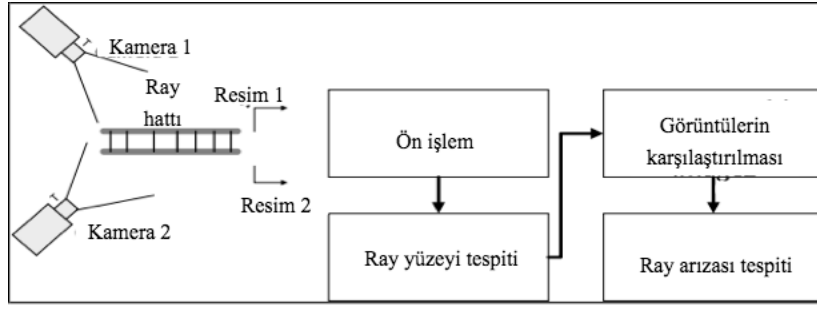 Kamera 1
Ray
hattı
Resim 1
Resim 2
Kamera 2
Ön işlem
Ray yüzeyi tespiti
Görüntülerin
karşılaştırılması
Ray arızası tespiti